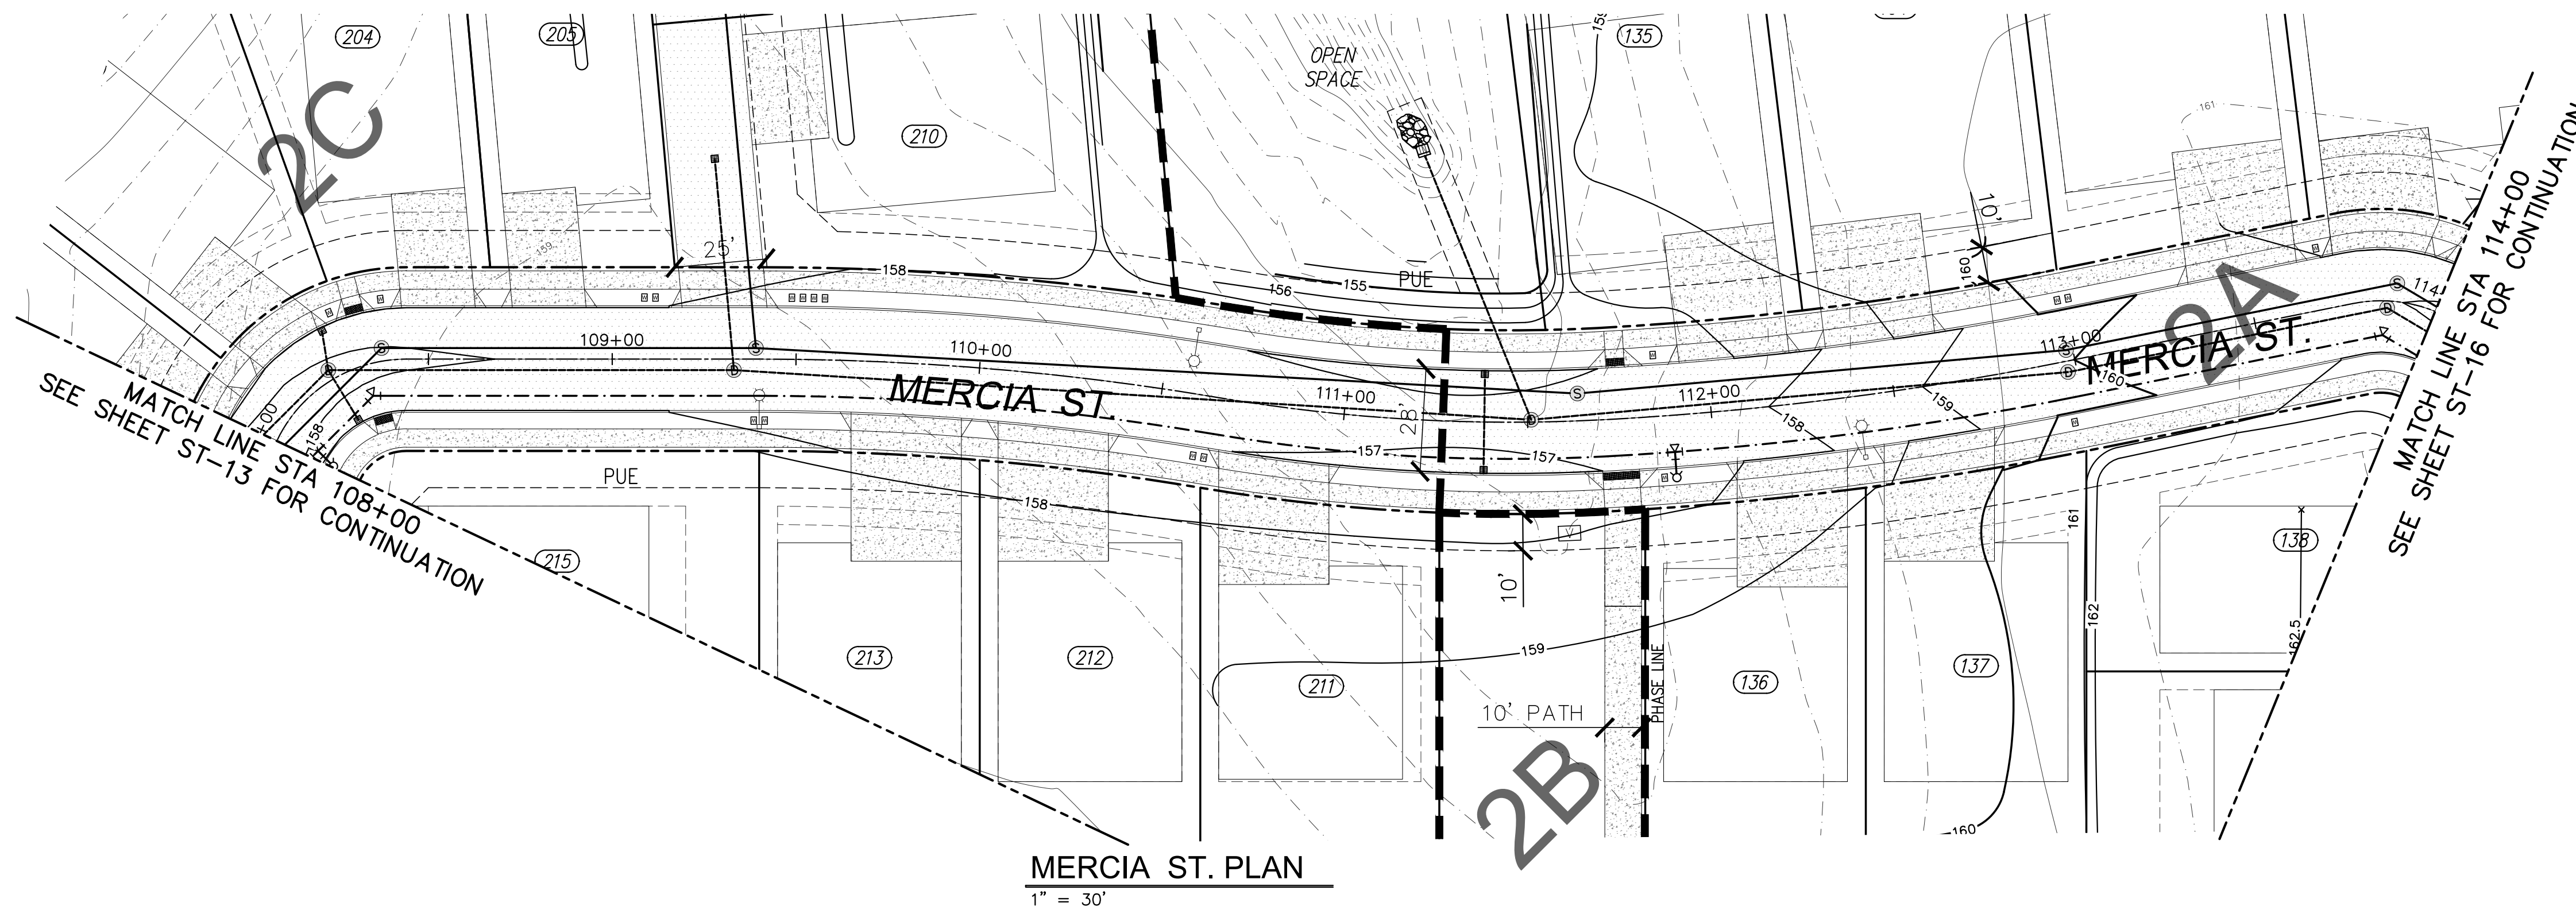 204
205
210
OPEN
SPACE
135
161
2C
159
25'
158
156
155
PUE
10'
160
109+00
110+00
MERCIA ST.
111+00
28'
112+00
113+00
MERCIA ST.
2A
114
160
159
158
157
157
158
MATCH LINE STA 108+00
SEE SHEET ST-13 FOR CONTINUATION
MATCH LINE STA 114+00
SEE SHEET ST-16 FOR CONTINUATION
+00
158
PUE
158
10'
V
161
162
162.5
138
215
213
212
211
159
10' PATH
PHASE LINE
136
137
2B
160
MERCIA ST. PLAN
1" = 30'